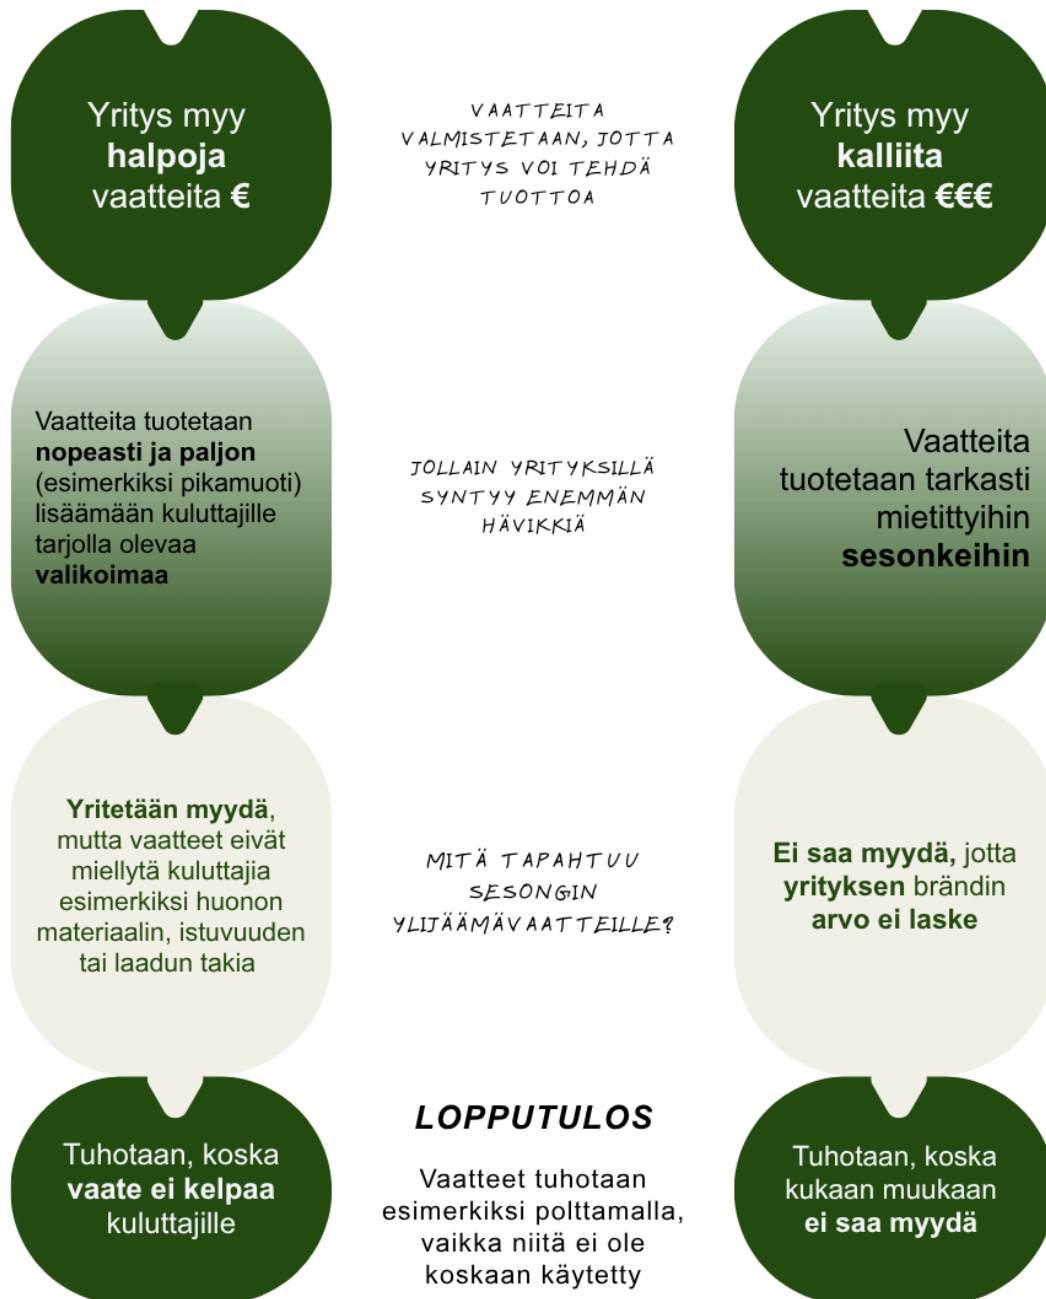 Yritys myy
halpoja
vaatteita €
VAATTEITA
VALMISTETAAN, JOTTA
YRITYS VOI TEHDÄ
TUOTTOA
Yritys myy
kalliita
vaatteita €€€
Vaatteita tuotetaan
nopeasti ja paljon
(esimerkiksi pikamuoti)
lisäämään kuluttajille
tarjolla olevaa
valikoimaa
JOLLAIN YRITYKSILLÄ
SYNTYY ENEMMÄN
HÄVIKKIÄ
Vaatteita
tuotetaan tarkasti
mietittyihin
sesonkeihin
Yritetään myydä,
mutta vaatteet eivät
miellytä kuluttajia
esimerkiksi huonon
materiaalin, istuvuuden
tai laadun takia
MITÄ TAPAHTUU
SESONGIN
YLIJÄÄMÄVAATTEILLE?
Ei saa myydä, jotta
yrityksen brändin
arvo ei laske
Tuhotaan, koska
vaate ei kelpaa
kuluttajille
LOPPUTULOS
Vaatteet tuhotaan
esimerkiksi polttamalla,
vaikka niitä ei ole
koskaan käytetty
Tuhotaan, koska
kukaan muukaan
ei saa myydä